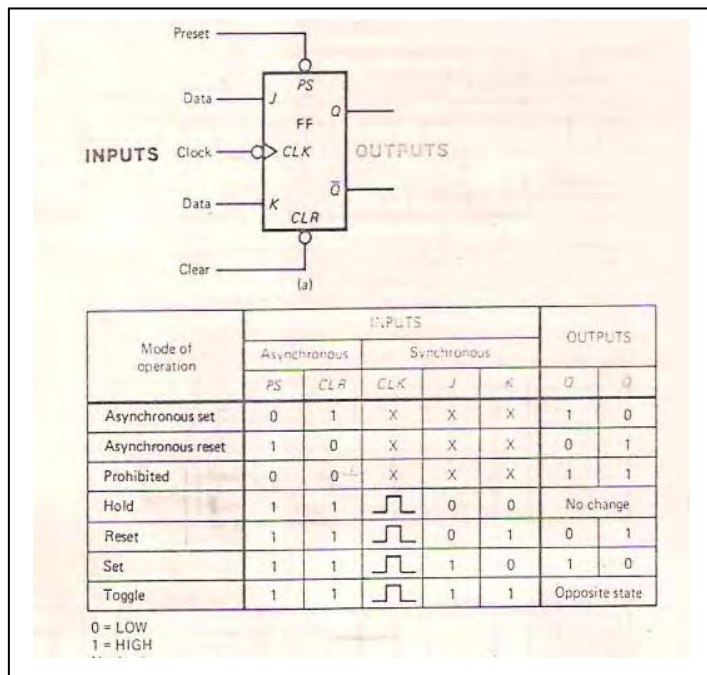 Preset
PS
Data
J
Q
FF
INPUTS
Clock
CLK
OUTPUTS
Q̅
Data
K
CLR
Clear
(a)
Mode of operation
INPUTS
OUTPUTS
Asynchronous
Synchronous
PS CLR CLK J K Q Q̅
Asynchronous set 0 1 X X X 1 0
Asynchronous reset 1 0 X X X 0 1
Prohibited 0 0 X X X 1 1
Hold 1 1 0 0 No change
Reset 1 1 0 1 0 1
Set 1 1 1 0 1 0
Toggle 1 1 1 1 Opposite state
0 = LOW
1 = HIGH